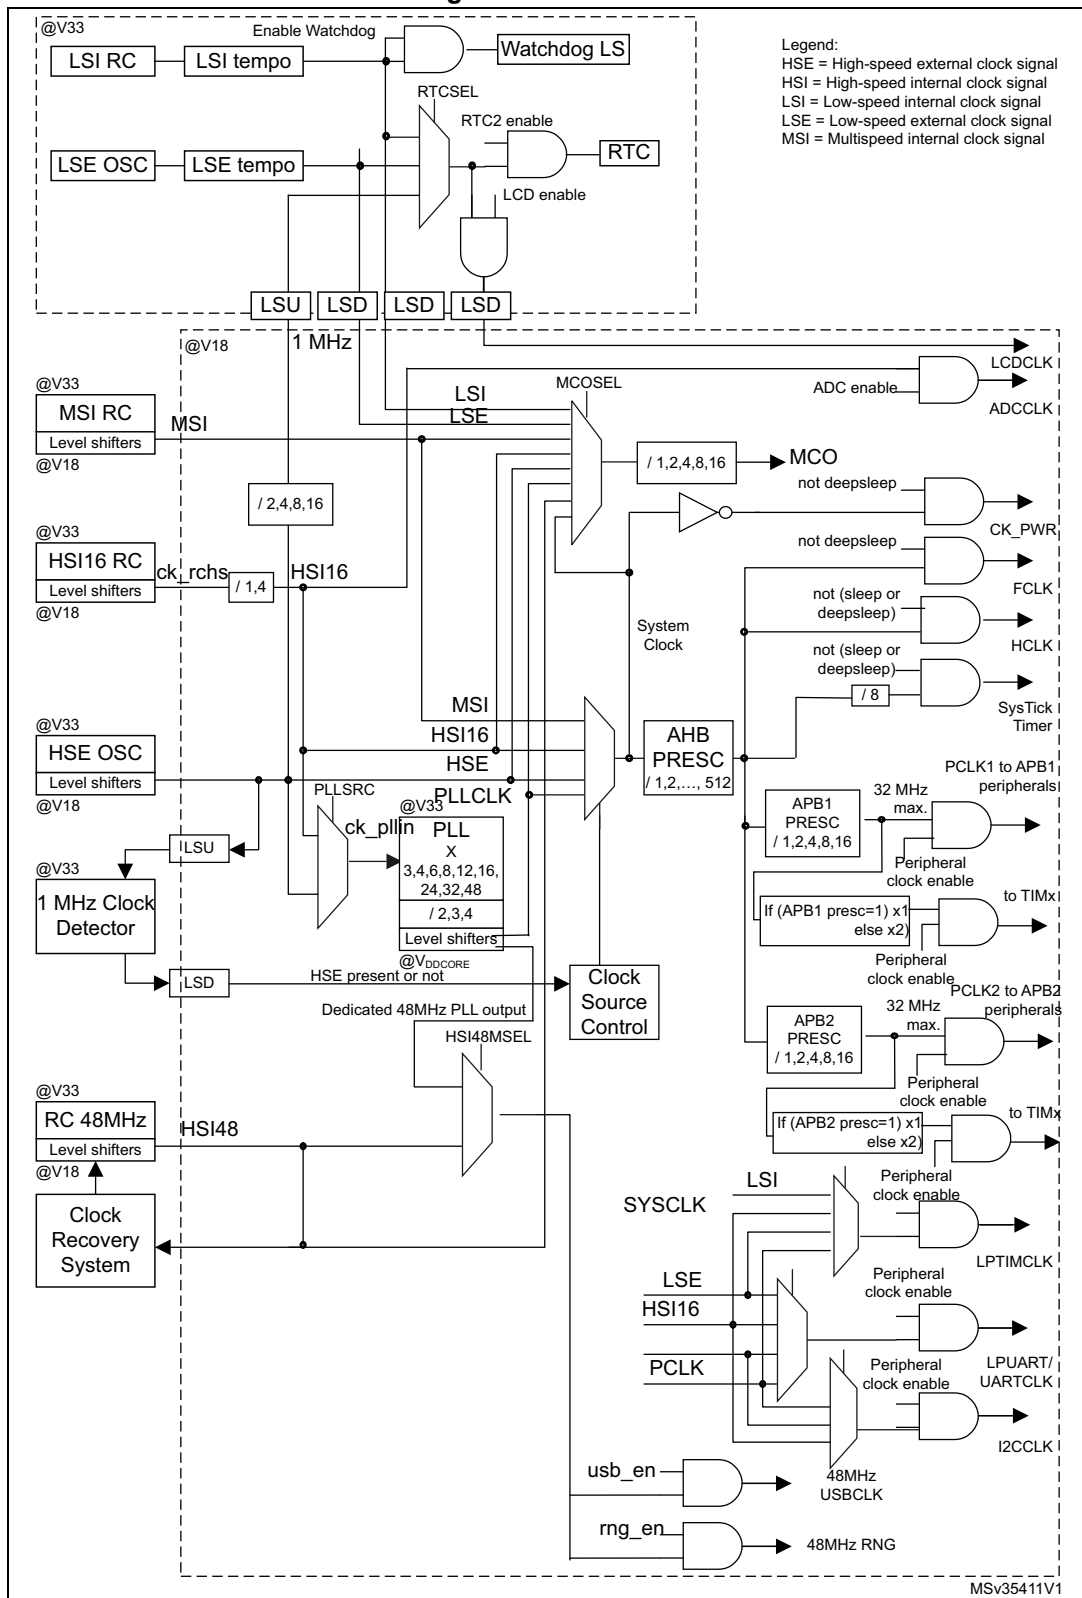 @V33
Enable Watchdog
LSI RC
LSI tempo
Watchdog LS
Legend:
HSE = High-speed external clock signal
HSI = High-speed internal clock signal
LSI = Low-speed internal clock signal
LSE = Low-speed external clock signal
MSI = Multispeed internal clock signal
RTCSEL
RTC2 enable
LSE OSC
LSE tempo
RTC
LCD enable
LSU
LSD
LSD
LSD
@V18
1 MHz
LCDCLK
@V33
MSI RC
Level shifters
@V18
MSI
LSI
LSE
MCOSEL
ADC enable
ADCCLK
/ 1,2,4,8,16
MCO
/ 2,4,8,16
not deepsleep
CK_PWR
@V33
HSI16 RC
Level shifters
@V18
ck_rchs
/ 1,4
HSI16
not deepsleep
FCLK
not (sleep or
deepsleep)
HCLK
System
Clock
not (sleep or
deepsleep)
/ 8
SysTick
Timer
MSI
HSI16
HSE
PLLCLK
AHB
PRESC
/ 1,2,…, 512
@V33
HSE OSC
Level shifters
@V18
PLLSRC
ck_pllin
@V33
PLL
X
3,4,6,8,12,16,
24,32,48
/ 2,3,4
Level shifters
@VDDCORE
PCLK1 to APB1
peripherals
32 MHz
max.
APB1
PRESC
/ 1,2,4,8,16
Peripheral
clock enable
LSU
@V33
1 MHz Clock
Detector
to TIMx
If (APB1 presc=1) x1
else x2)
Peripheral
clock enable
LSD
HSE present or not
Clock
Source
Control
Dedicated 48MHz PLL output
HSI48MSEL
PCLK2 to APB2
peripherals
32 MHz
max.
APB2
PRESC
/ 1,2,4,8,16
Peripheral
clock enable
to TIMx
If (APB2 presc=1) x1
else x2)
Peripheral
clock enable
@V33
RC 48MHz
Level shifters
@V18
HSI48
Clock
Recovery
System
LSI
SYSCLK
LPTIMCLK
LSE
HSI16
PCLK
Peripheral
clock enable
LPUART/
UARTCLK
Peripheral
clock enable
I2CCLK
usb_en
48MHz
USBCLK
rng_en
48MHz RNG
MSv35411V1